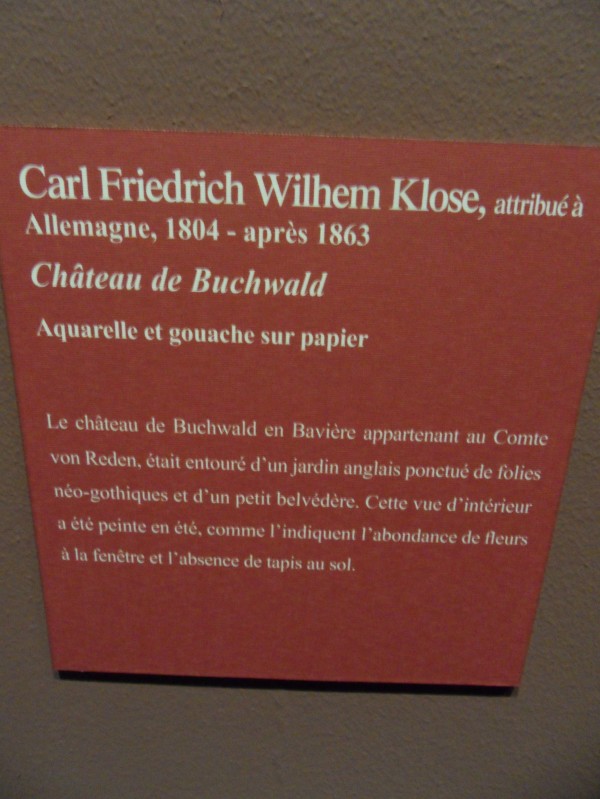 Carl Friedrich Wilhem Klose, attribué à
Allemagne, 1804 - après 1863
Château de Buchwald
Aquarelle et gouache sur papier
Le château de Buchwald en Bavière appartenant au Comte
von Reden, était entouré d'un jardin anglais ponctué de folies
néo-gothiques et d'un petit belvédère. Cette vue d'intérieur
a été peinte en été, comme l'indiquent l'abondance de fleurs
à la fenêtre et l'absence de tapis au sol.